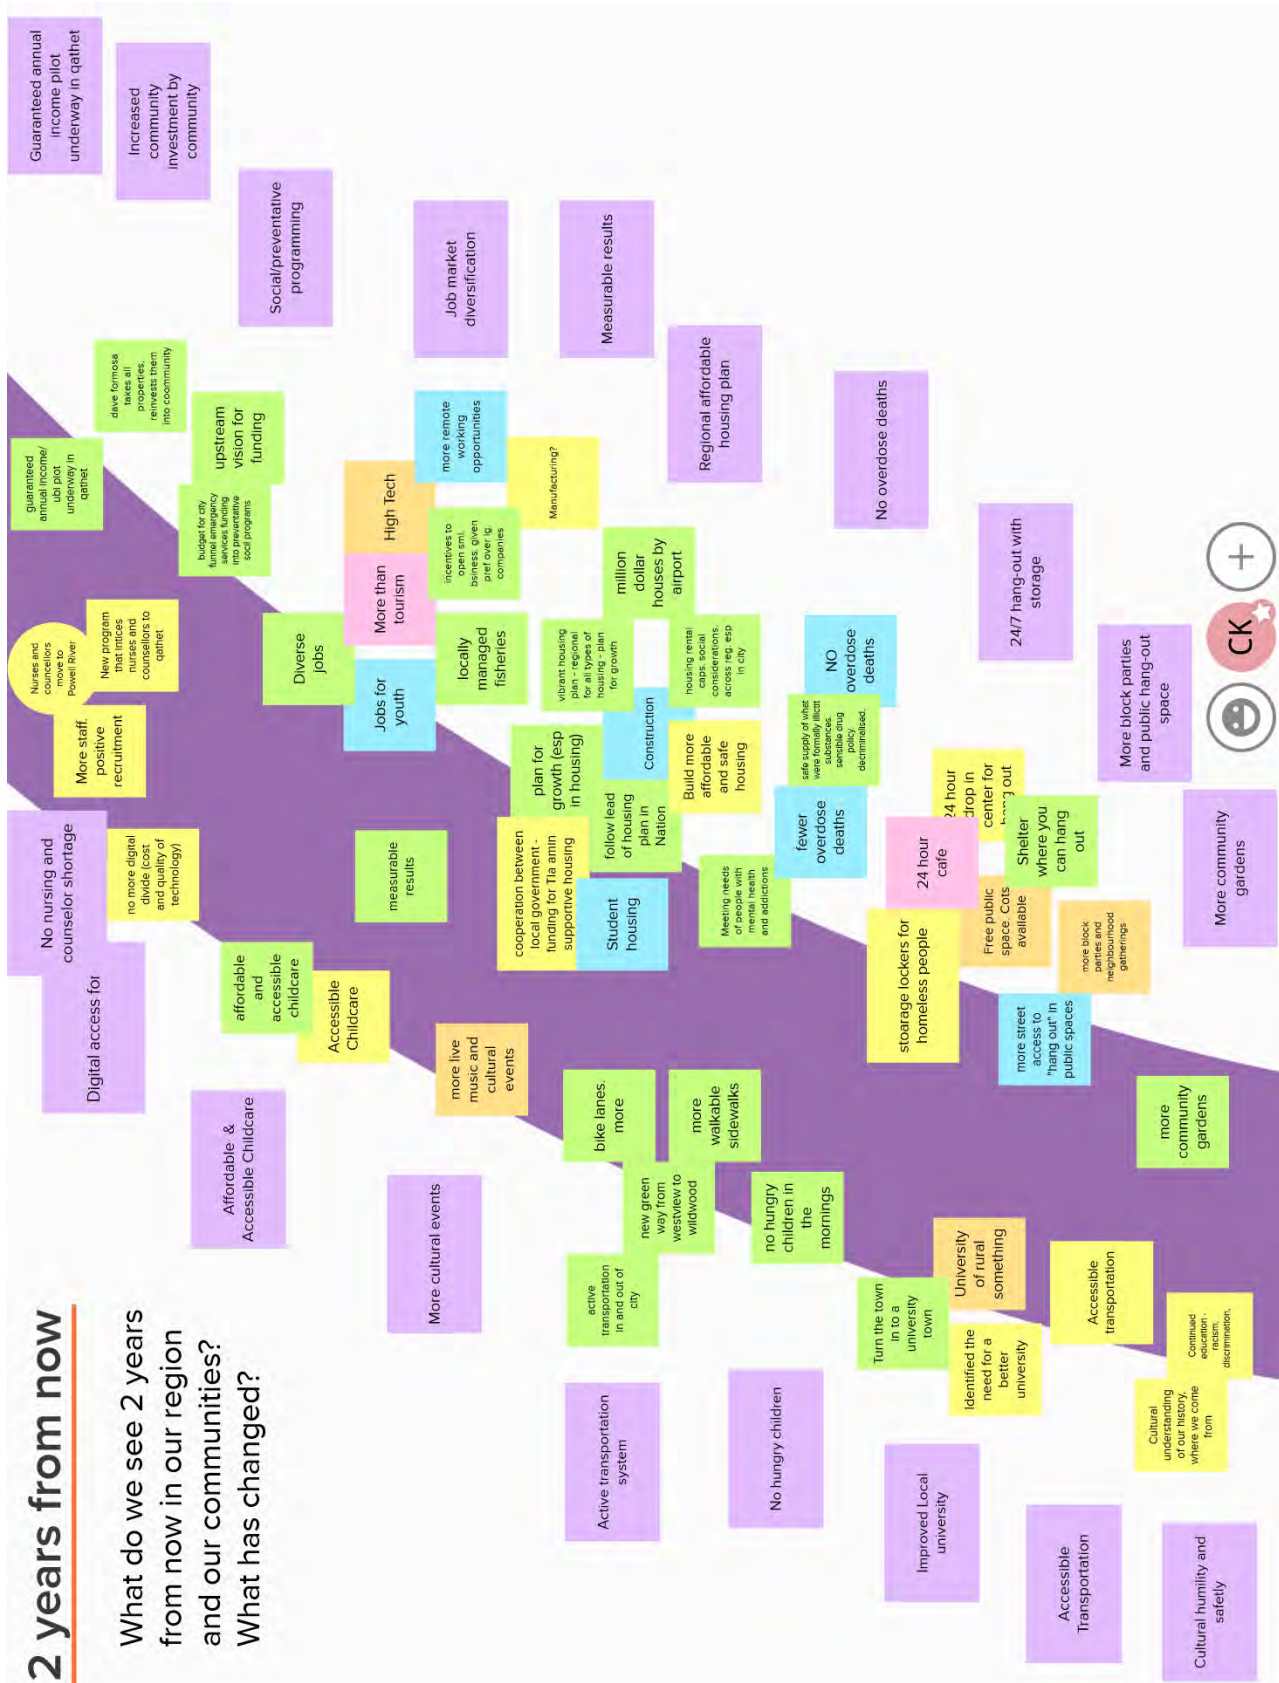 2 years from now
What do we see 2 years
from now in our region
and our communities?
What has changed?
Cultural humility and
safetly
Accessible
Transportation
Improved Local
university
No hungry children
Active transportation
system
More cultural events
Affordable &
Accessible Childcare
Digital access for
No nursing and
counselor shortage
Cultural
understanding
of our history,
where we come
from
Continued
education -
racism,
discrimination,
Accessible
transportation
Identified the
need for a
better
university
University
of rural
something
Turn the town
in to a
university
town
no hungry
children in
the
mornings
active
transportation
in and out of
city
new green
way from
westview to
wildwood
bike lanes.
more
more
walkable
sidewalks
more live
music and
cultural
events
Accessible
Childcare
affordable
and
accessible
childcare
no more digital
divide (cost
and quality of
technology)
More staff.
positive
recruitment
Nurses and
councellors
move to
Powell River
New program
that intices
nurses and
counsellors to
qathet
measurable
results
more
community
gardens
more street
access to
"hang out" in
public spaces
more block
parties and
neighbourhood
gatherings
stoarage lockers for
homeless people
Free public
space. Cots
available
24 hour
cafe
Shelter
where you
can hang
out
24 hour
drop in
center for
hang out
Meeting needs
of people with
mental health
and addictions
fewer
overdose
deaths
safe supply of what
were formally illicitt
substances.
sensible drug
policy.
decriminalised.
NO
overdose
deaths
cooperation between
local government -
funding for Tla amin
supportive housing
Student
housing
follow lead
of housing
plan in
Nation
plan for
growth (esp
in housing)
Build more
affordable
and safe
housing
Construction
vibrant housing
plan - regional
for all types of
housing - plan
for growth
housing rental
caps. social
considerations.
across reg. esp
in city
million
dollar
houses by
airport
Diverse
jobs
Jobs for
youth
More than
tourism
High Tech
locally
managed
fisheries
incentives to
open sml.
bsiness. given
pref over lg.
companies
more remote
working
opportunities
Manufacturing?
budget for city
funnel emergency
services funding
into preventative
socil programs
upstream
vision for
funding
guaranteed
annual income/
ubi plot
underway in
qathet
dave formosa
takes all
properties,
reinvests them
into coommunity
Guaranteed annual
income pilot
underway in qathet
Increased
community
investment by
community
Social/preventative
programming
Job market
diversification
Measurable results
Regional affordable
housing plan
No overdose deaths
24/7 hang-out with
storage
More block parties
and public hang-out
space
More community
gardens
CK